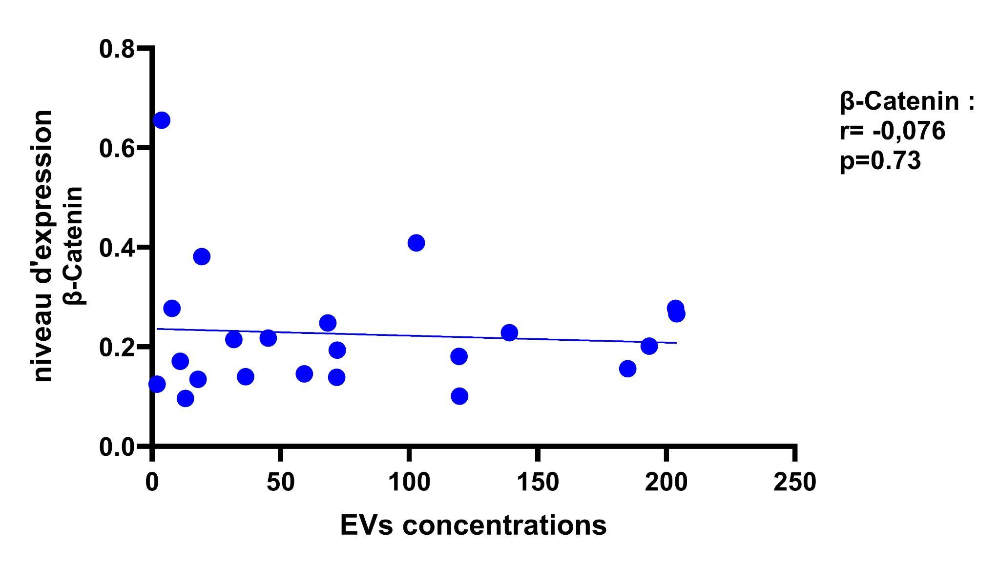 niveau d'expression
β-Catenin
0.8
0.6
0.4
0.2
0.0
0 50 100 150 200 250
EVs concentrations
β-Catenin :
r= -0,076
p=0.73